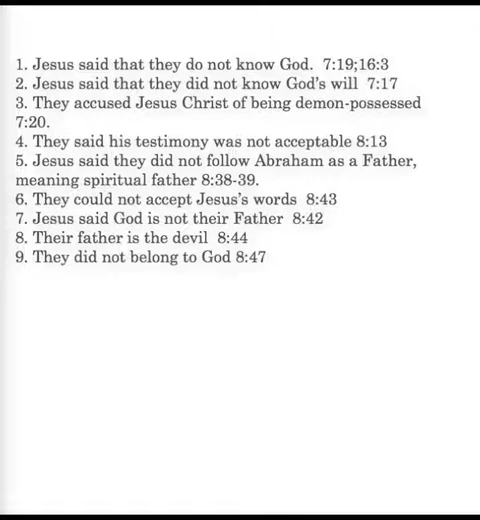 1. Jesus said that they do not know God.  7:19;16:3
2. Jesus said that they did not know God's will  7:17
3. They accused Jesus Christ of being demon-possessed
7:20.
4. They said his testimony was not acceptable 8:13
5. Jesus said they did not follow Abraham as a Father,
meaning spiritual father 8:38-39.
6. They could not accept Jesus's words  8:43
7. Jesus said God is not their Father  8:42
8. Their father is the devil  8:44
9. They did not belong to God 8:47